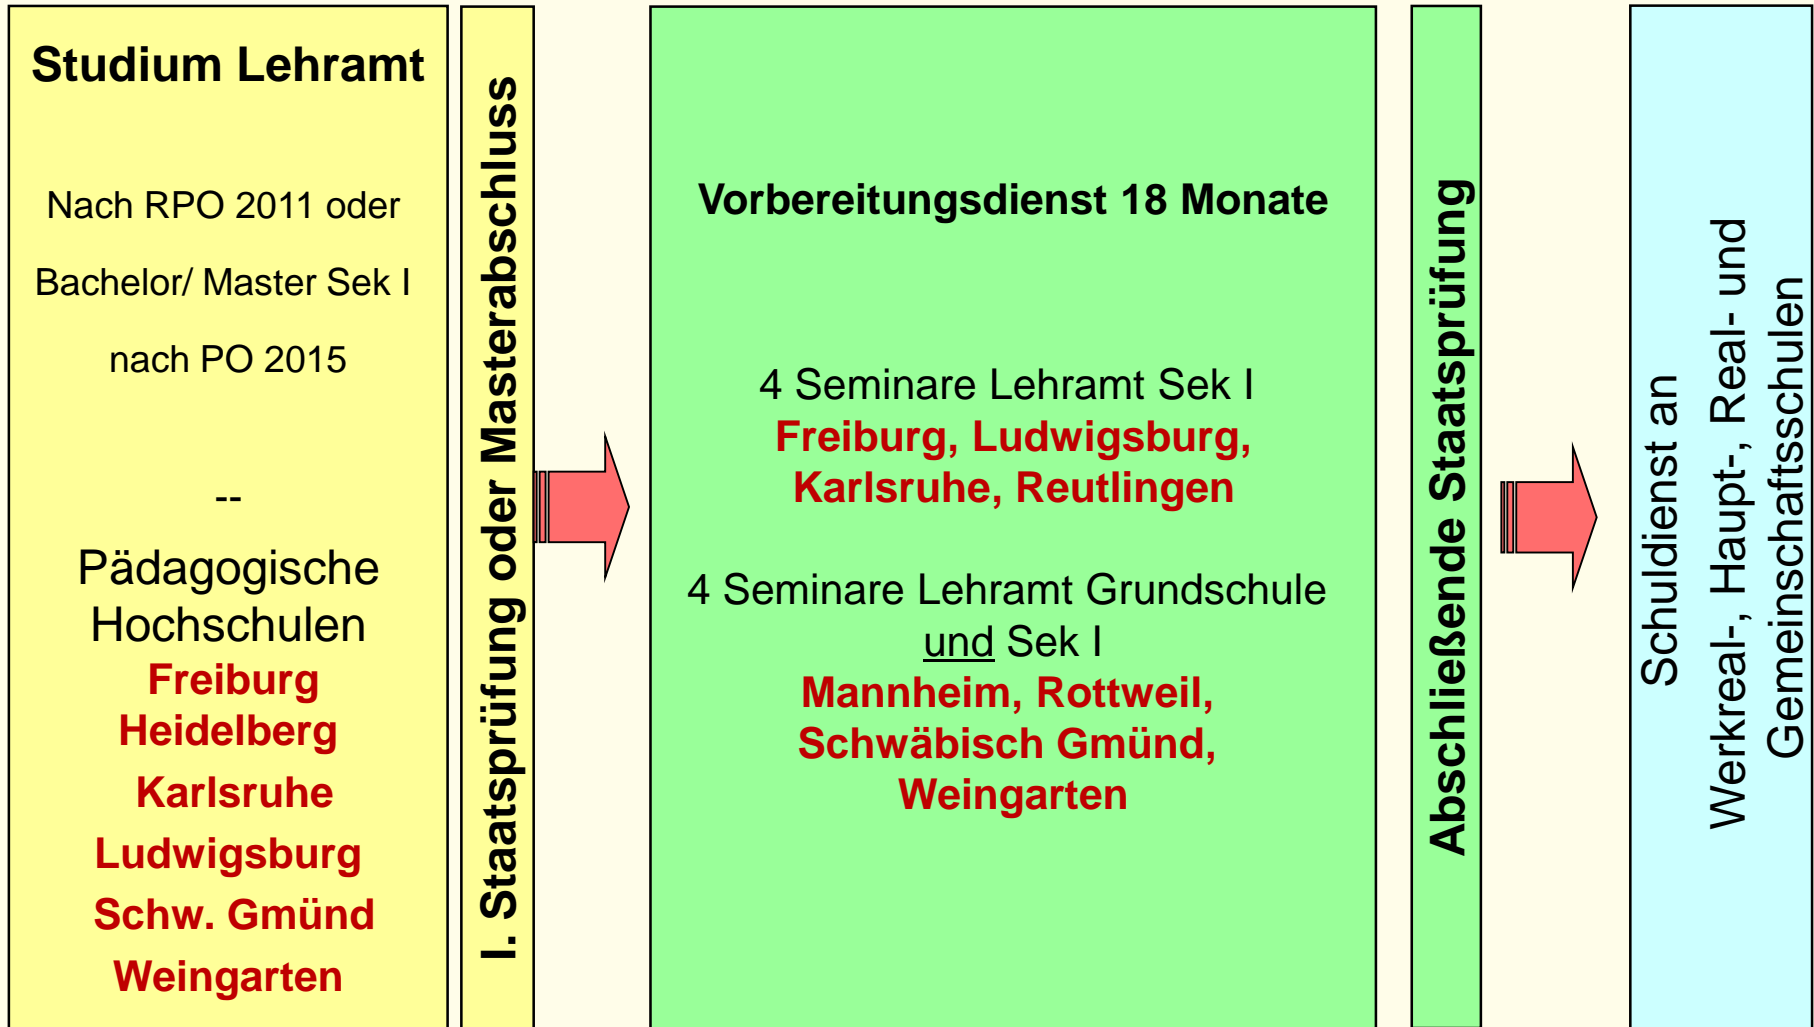 Studium Lehramt
Nach RPO 2011 oder
Bachelor/ Master Sek I
nach PO 2015
--
Pädagogische
Hochschulen
Freiburg
Heidelberg
Karlsruhe
Ludwigsburg
Schw. Gmünd
Weingarten
I. Staatsprüfung oder Masterabschluss
Vorbereitungsdienst 18 Monate
4 Seminare Lehramt Sek I
Freiburg, Ludwigsburg,
Karlsruhe, Reutlingen
4 Seminare Lehramt Grundschule
und Sek I
Mannheim, Rottweil,
Schwäbisch Gmünd,
Weingarten
Abschließende Staatsprüfung
Schuldienst an
Werkreal-, Haupt-, Real- und
Gemeinschaftsschulen